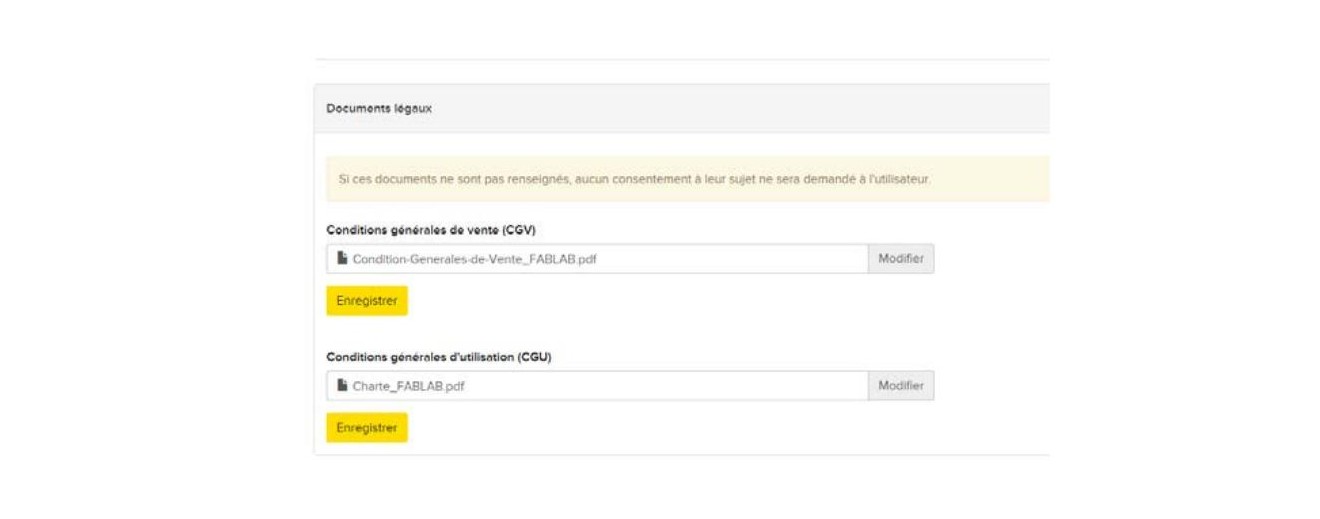 Documents légaux
Si ces documents ne sont pas renseignés, aucun consentement à leur sujet ne sera demandé à l'utilisateur.
Conditions générales de vente (CGV)
Condition-Generales-de-Vente_FABLAB.pdf Modifier
Enregistrer
Conditions générales d'utilisation (CGU)
Charte_FABLAB.pdf Modifier
Enregistrer